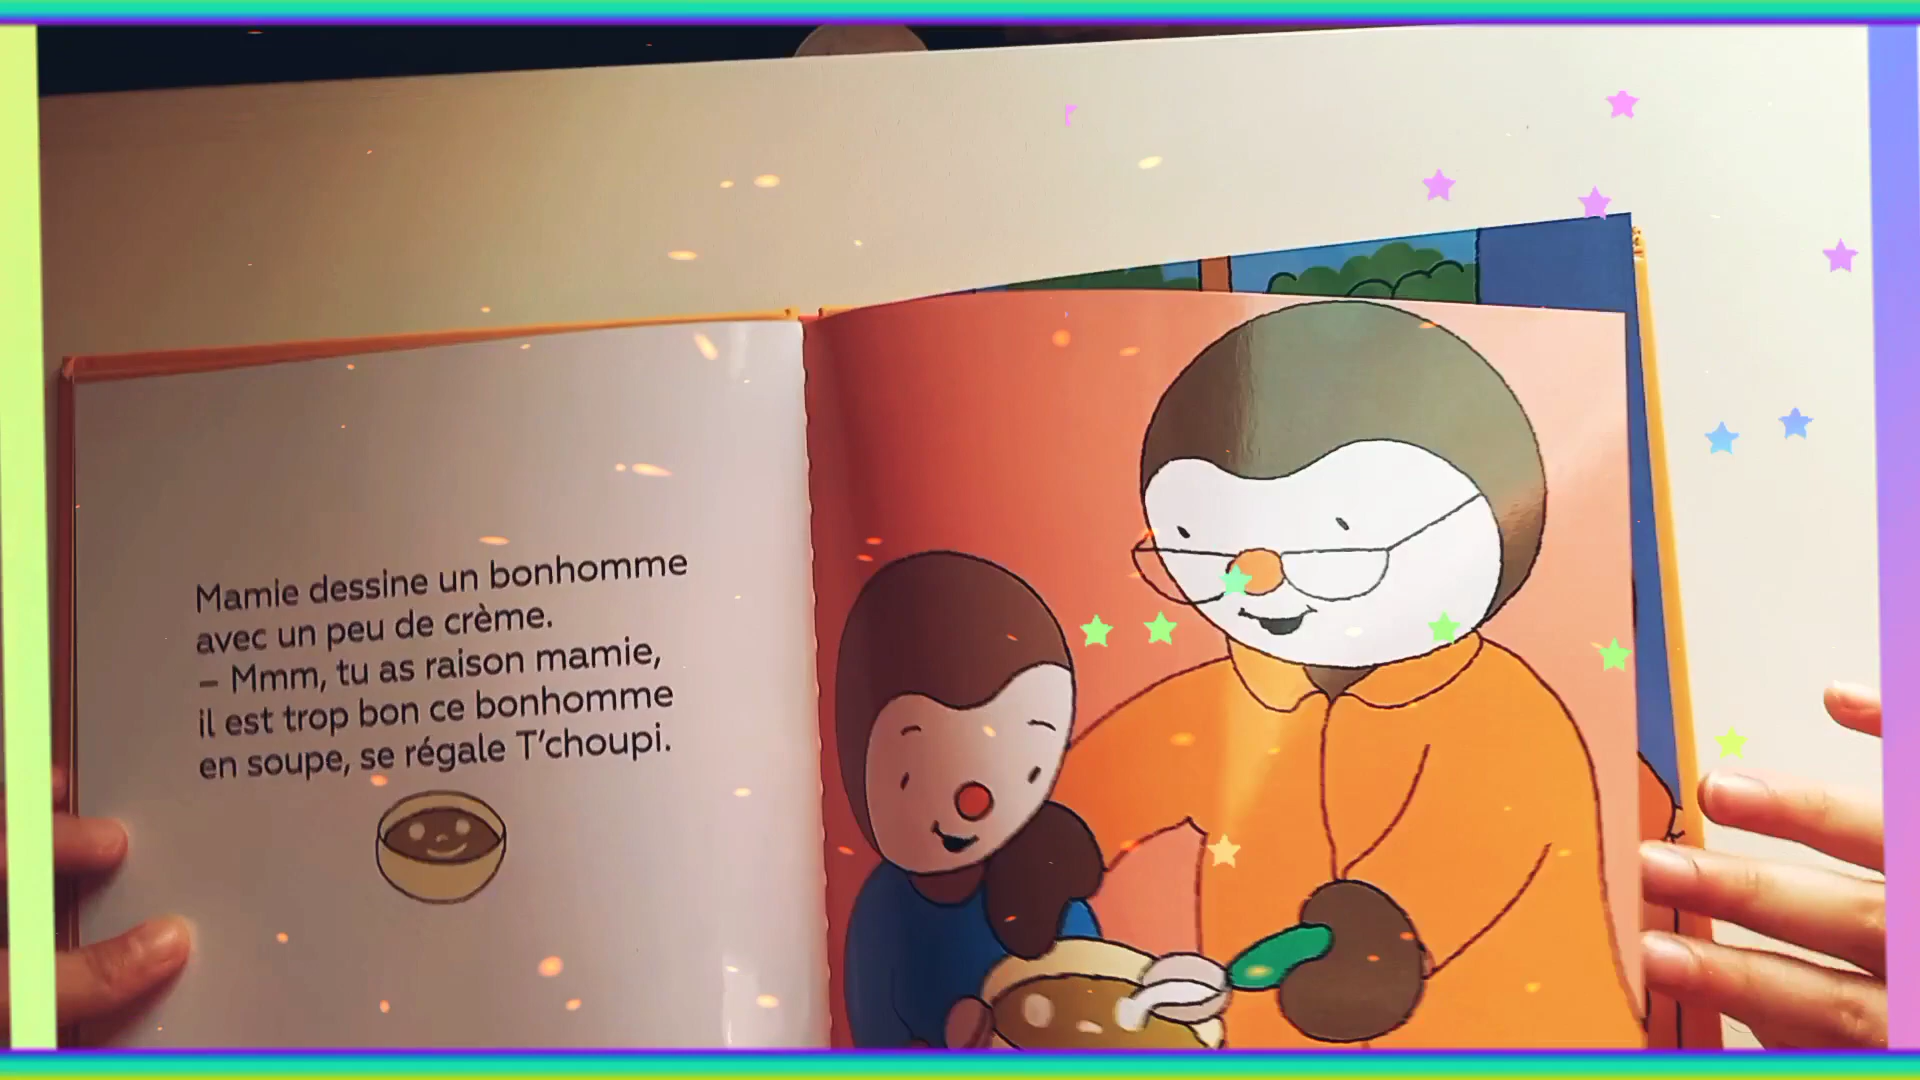 Mamie dessine un bonhomme
avec un peu de crème.
– Mmm, tu as raison mamie,
il est trop bon ce bonhomme
en soupe, se régale T’choupi.